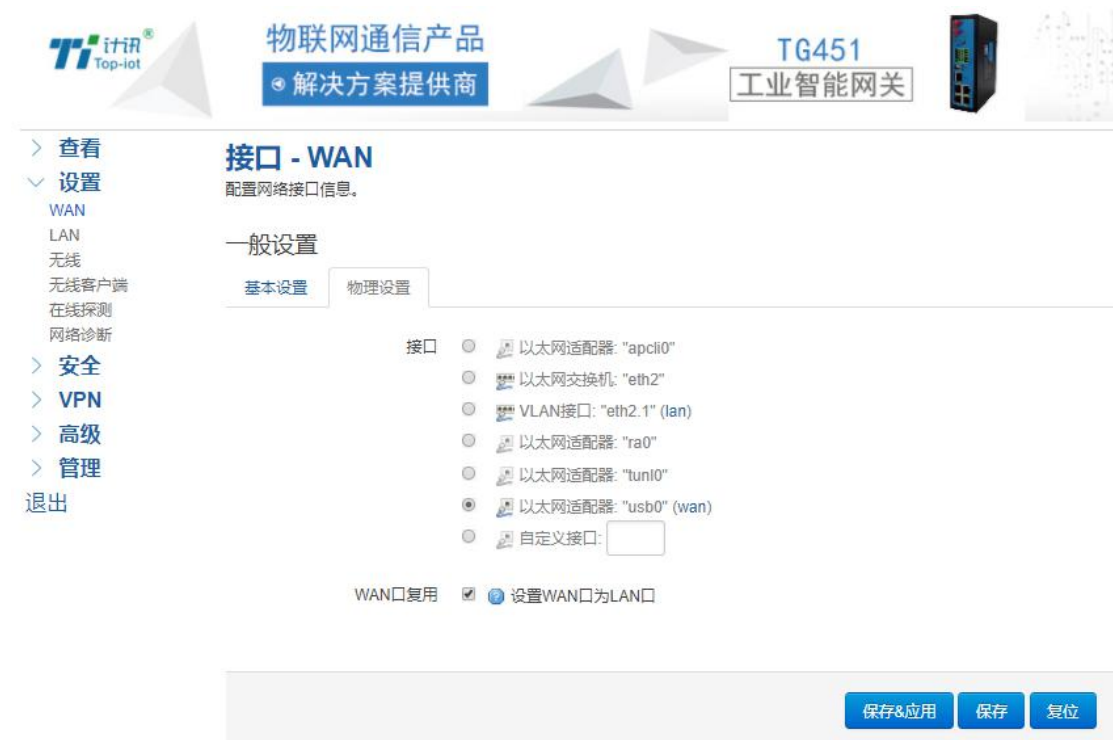 计讯®
Top-iot
物联网通信产品
解决方案提供商
TG451
工业智能网关
查看
设置
WAN
LAN
无线
无线客户端
在线探测
网络诊断
安全
VPN
高级
管理
退出
接口 - WAN
配置网络接口信息。
一般设置
基本设置
物理设置
接口
以太网适配器: "apcli0"
以太网交换机: "eth2"
VLAN接口: "eth2.1" (lan)
以太网适配器: "ra0"
以太网适配器: "tunl0"
以太网适配器: "usb0" (wan)
自定义接口:
WAN口复用
设置WAN口为LAN口
保存&应用
保存
复位